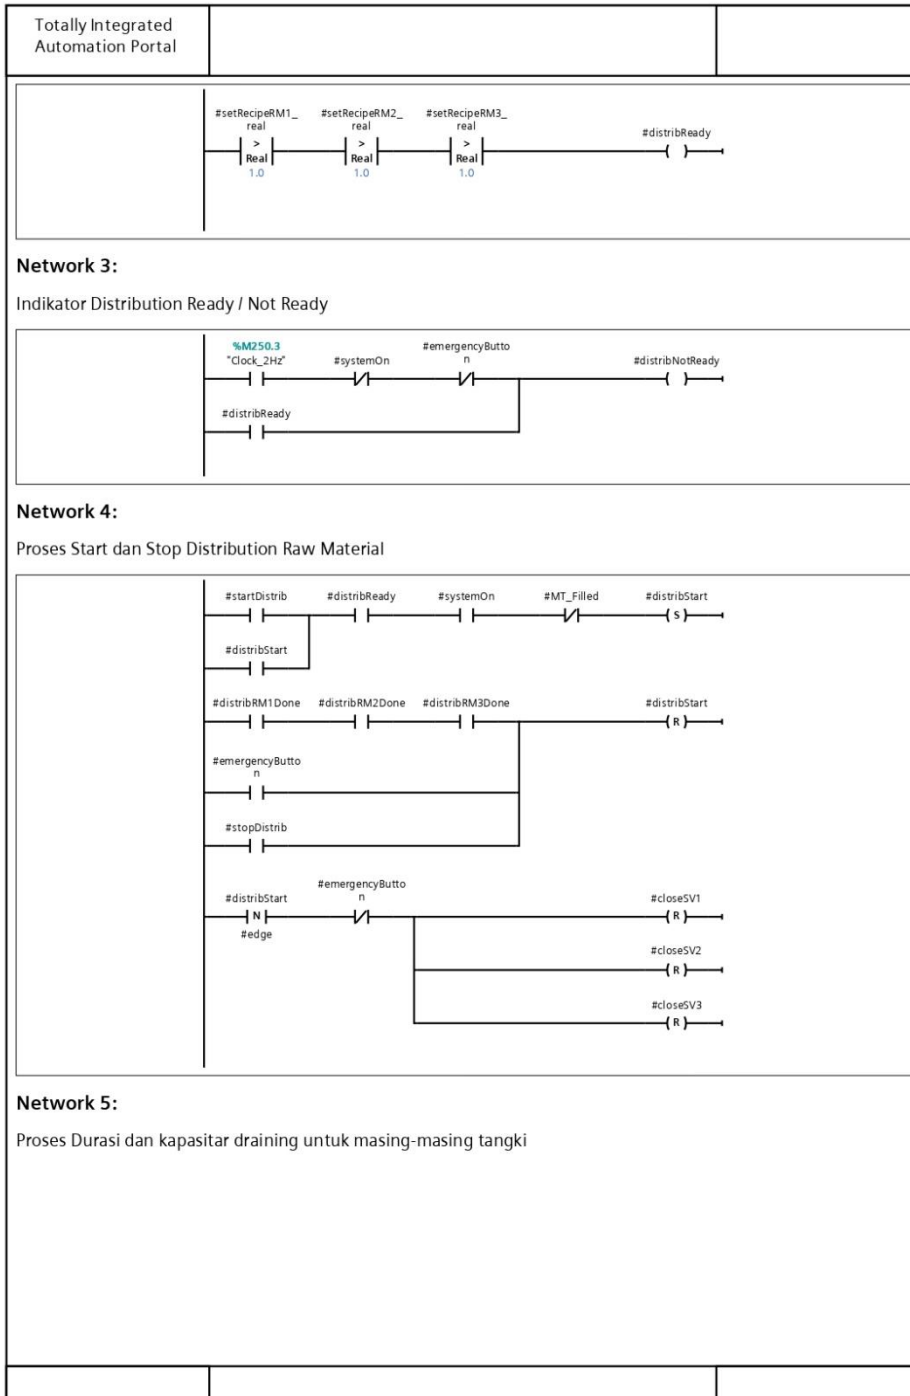 Totally Integrated
Automation Portal
#setRecipeRM1_
real
#setRecipeRM2_
real
#setRecipeRM3_
real
#distribReady
>
Real
1.0
>
Real
1.0
>
Real
1.0
Network 3:
Indikator Distribution Ready / Not Ready
%M250.3
"Clock_2Hz"
#systemOn
#emergencyButto
n
#distribNotReady
#distribReady
Network 4:
Proses Start dan Stop Distribution Raw Material
#startDistrib
#distribReady
#systemOn
#MT_Filled
#distribStart
S
#distribStart
#distribRM1Done
#distribRM2Done
#distribRM3Done
#distribStart
R
#emergencyButto
n
#stopDistrib
#distribStart
N
#edge
#emergencyButto
n
#closeSV1
R
#closeSV2
R
#closeSV3
R
Network 5:
Proses Durasi dan kapasitar draining untuk masing-masing tangki